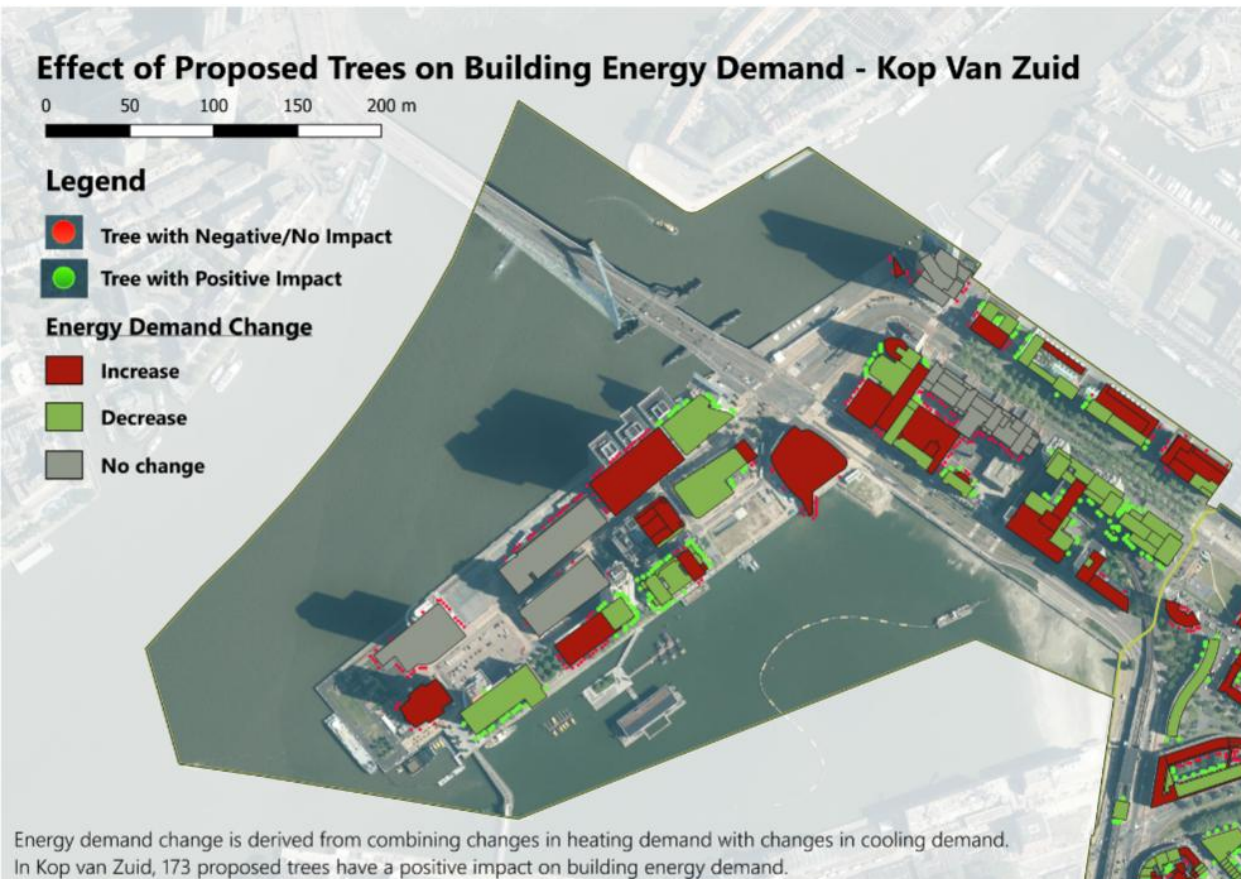 Effect of Proposed Trees on Building Energy Demand - Kop Van Zuid
0 50 100 150 200 m
Legend
Tree with Negative/No Impact
Tree with Positive Impact
Energy Demand Change
Increase
Decrease
No change
Energy demand change is derived from combining changes in heating demand with changes in cooling demand.
In Kop van Zuid, 173 proposed trees have a positive impact on building energy demand.